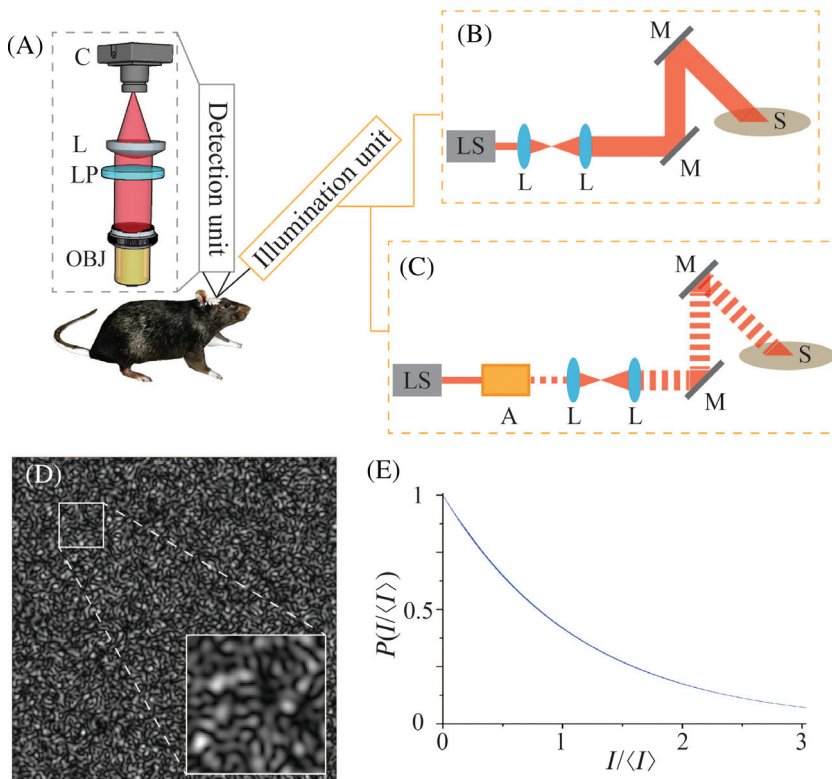 (A)
C
L
LP
OBJ
Detection unit
Illumination unit
(B)
M
S
LS
L
L
M
(C)
M
S
LS
A
L
L
M
(D)
(E)
1
0.5
0
P(I/⟨I⟩)
0
1
2
3
I/⟨I⟩